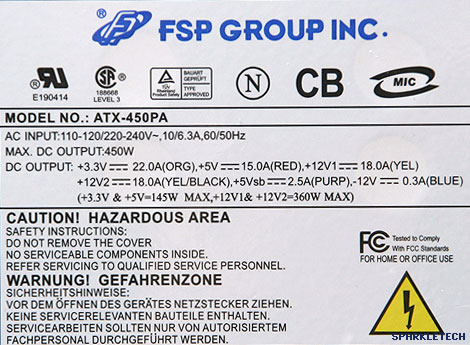 FSP GROUP INC.
E190414
SP
188668
LEVEL 3
TÜV
Rheinland
Product Safety
BAUART
GEPRÜFT
TYPE
APPROVED
N
CB
MIC
MODEL NO.: ATX-450PA
AC INPUT:110-120/220-240V~,10/6.3A,60/50Hz
MAX. DC OUTPUT:450W
DC OUTPUT: +3.3V⎓22.0A(ORG),+5V⎓15.0A(RED),+12V1⎓18.0A(YEL)
+12V2⎓18.0A(YEL/BLACK),+5Vsb⎓2.5A(PURP),-12V⎓0.3A(BLUE)
(+3.3V & +5V=145W MAX,+12V1& +12V2=360W MAX)
CAUTION! HAZARDOUS AREA
SAFETY INSTRUCTIONS:
DO NOT REMOVE THE COVER
NO SERVICEABLE COMPONENTS INSIDE.
REFER SERVICING TO QUALIFIED SERVICE PERSONNEL.
FC Tested to Comply
With FCC Standards
FOR HOME OR OFFICE USE
WARNUNG! GEFAHRENZONE
SICHERHEITSHINWEISE:
VOR DEM ÖFFNEN DES GERÄTES NETZSTECKER ZIEHEN.
KEINE SERVICERELEVANTEN BAUTEILE ENTHALTEN.
SERVICEARBEITEN SOLLTEN NUR VON AUTORISIERTEM
FACHPERSONAL DURCHGEFÜHRT WERDEN.
SPARKLETECH